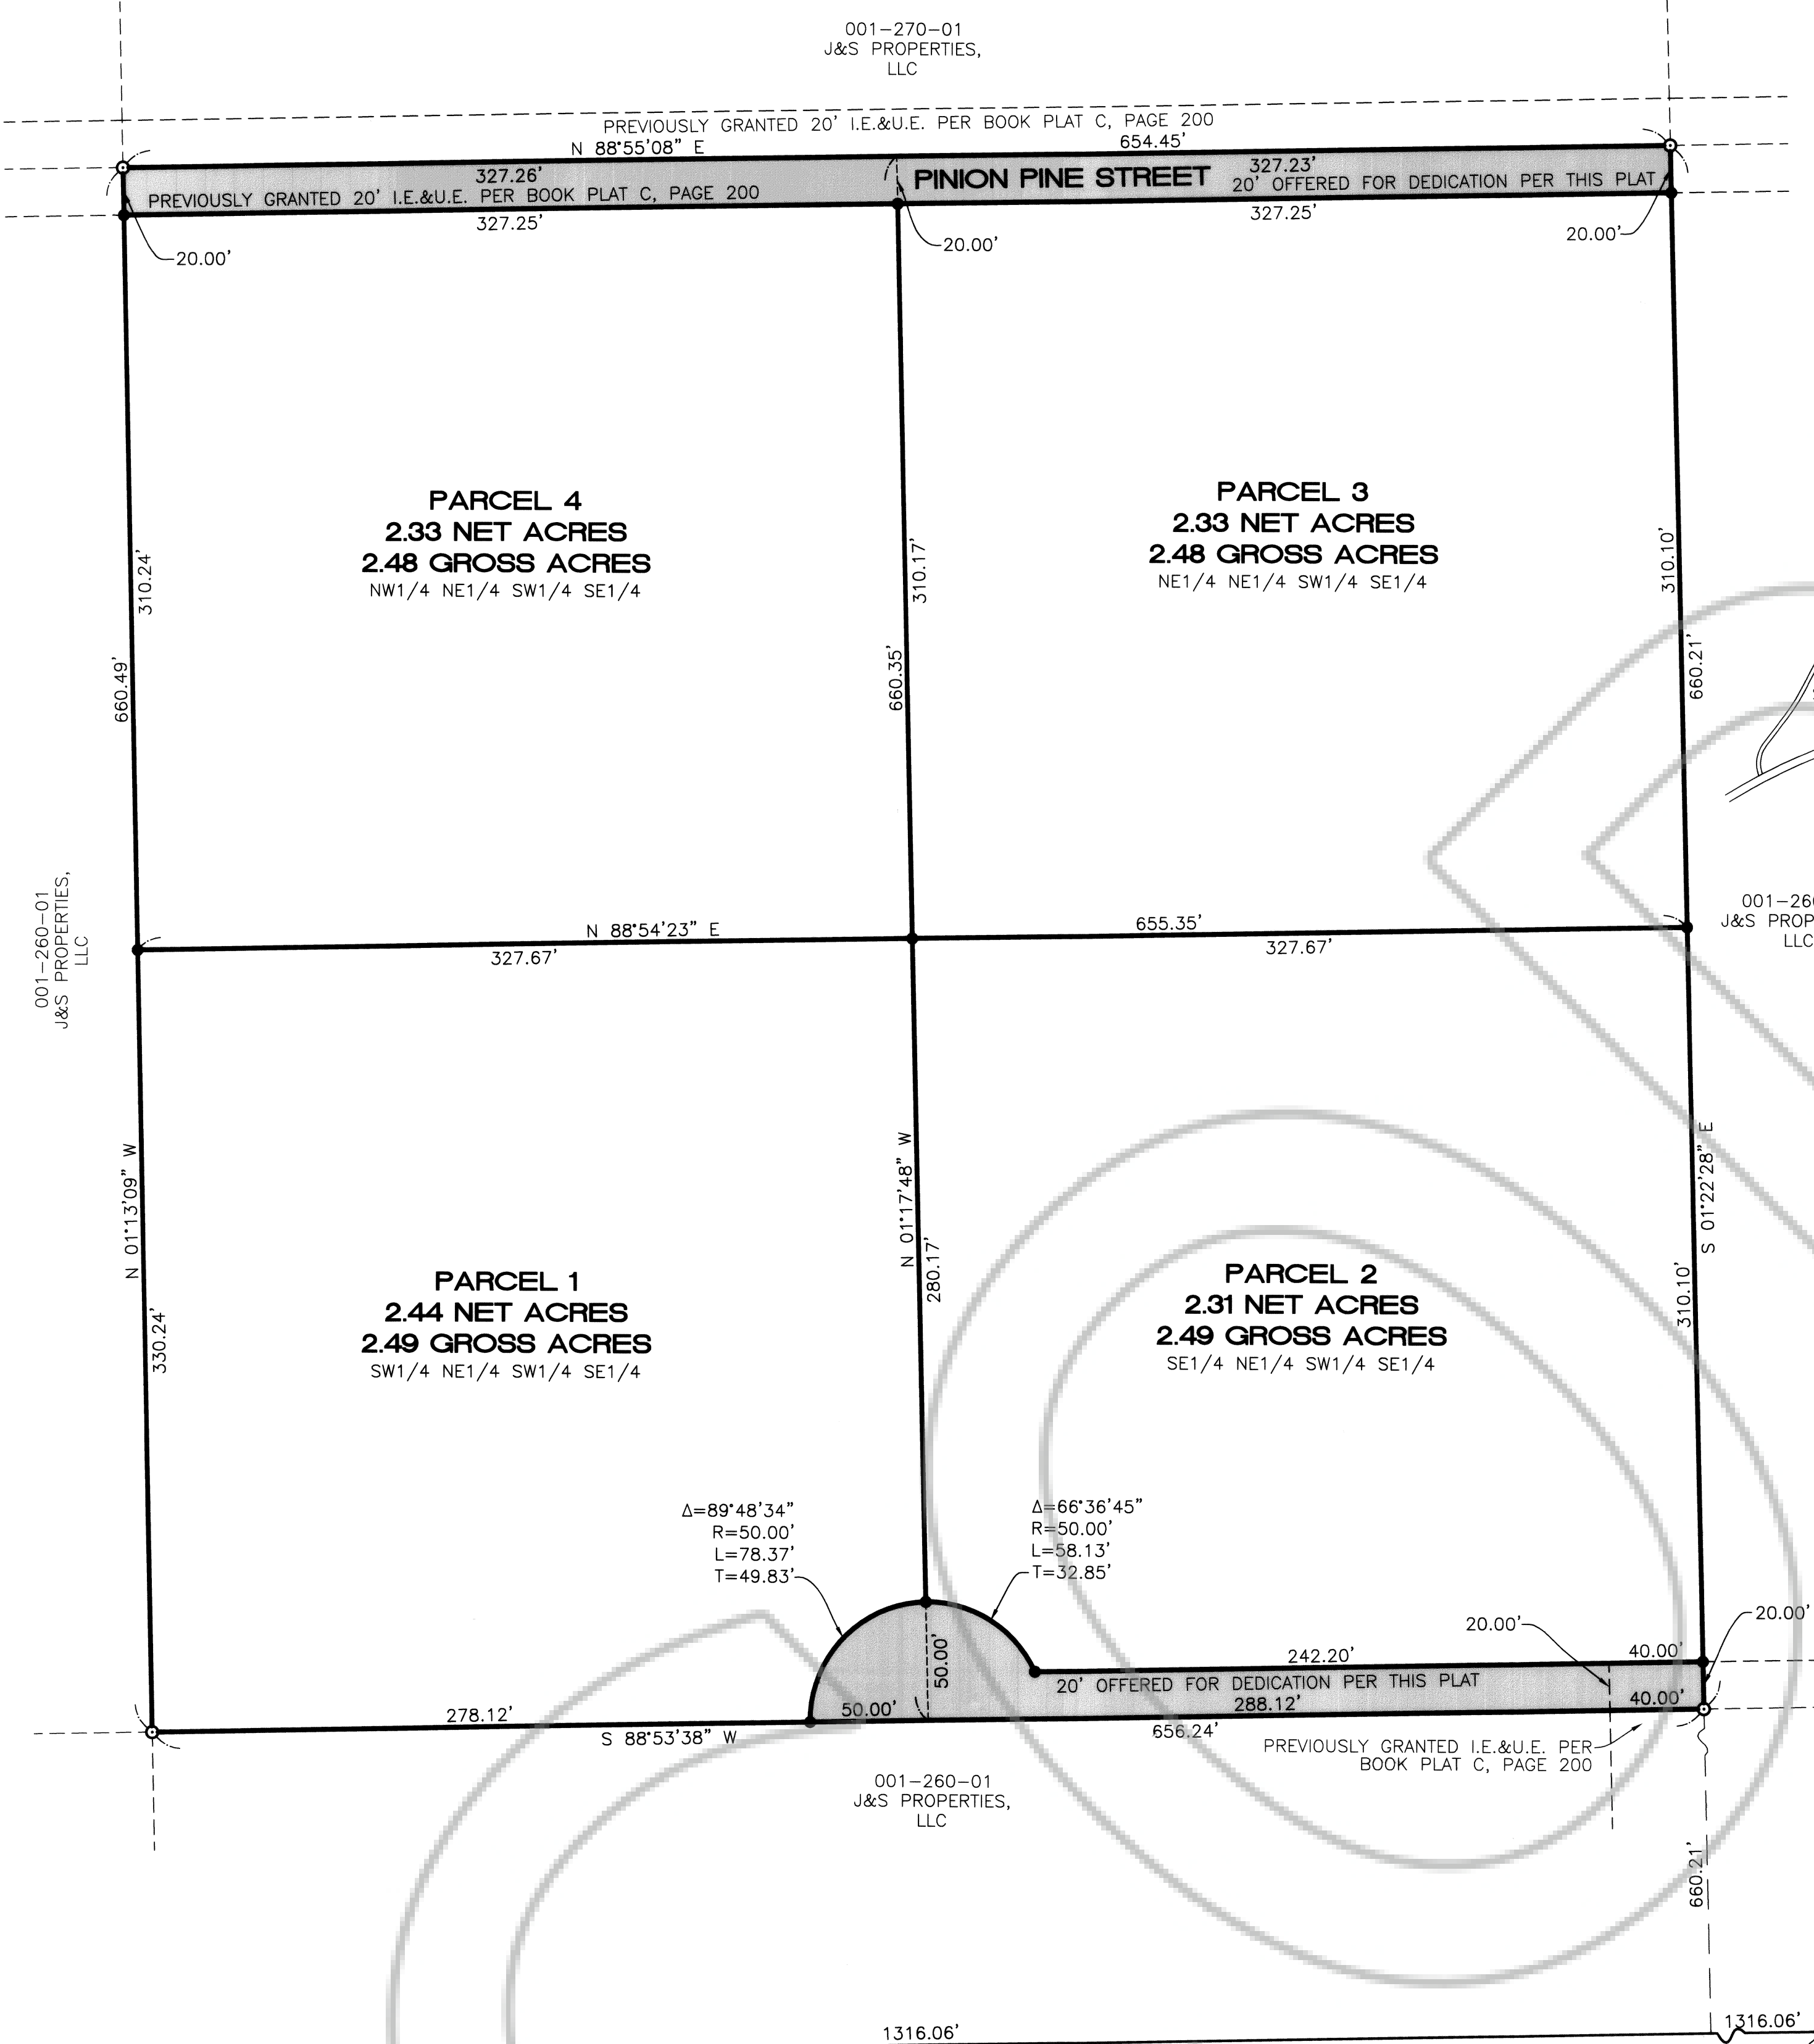 001-270-01
J&S PROPERTIES,
LLC
PREVIOUSLY GRANTED 20' I.E.&U.E. PER BOOK PLAT C, PAGE 200
N 88°55'08" E
654.45'
327.26'
PINION PINE STREET
327.23'
PREVIOUSLY GRANTED 20' I.E.&U.E. PER BOOK PLAT C, PAGE 200
20' OFFERED FOR DEDICATION PER THIS PLAT
327.25'
327.25'
20.00'
20.00'
20.00'
PARCEL 4
2.33 NET ACRES
2.48 GROSS ACRES
NW1/4 NE1/4 SW1/4 SE1/4
PARCEL 3
2.33 NET ACRES
2.48 GROSS ACRES
NE1/4 NE1/4 SW1/4 SE1/4
310.24'
310.17'
310.10'
660.49'
660.35'
660.21'
001-260-01
J&S PROPERTIES,
LLC
001-26
J&S PROP
LLC
N 88°54'23" E
655.35'
327.67'
327.67'
N 01°13'09" W
N 01°17'48" W
S 01°22'28" E
330.24'
280.17'
310.10'
PARCEL 1
2.44 NET ACRES
2.49 GROSS ACRES
SW1/4 NE1/4 SW1/4 SE1/4
PARCEL 2
2.31 NET ACRES
2.49 GROSS ACRES
SE1/4 NE1/4 SW1/4 SE1/4
Δ=89°48'34"
R=50.00'
L=78.37'
T=49.83'
Δ=66°36'45"
R=50.00'
L=58.13'
T=32.85'
20.00'
20.00'
50.00'
242.20'
40.00'
20' OFFERED FOR DEDICATION PER THIS PLAT
278.12'
50.00'
288.12'
40.00'
S 88°53'38" W
656.24'
PREVIOUSLY GRANTED I.E.&U.E. PER
BOOK PLAT C, PAGE 200
001-260-01
J&S PROPERTIES,
LLC
660.21'
1316.06'
1316.06'